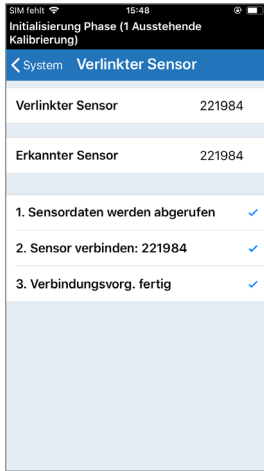 SIM fehlt 15:48
Initialisierung Phase (1 Ausstehende
Kalibrierung)
System Verlinkter Sensor
Verlinkter Sensor 221984
Erkannter Sensor 221984
1. Sensordaten werden abgerufen
2. Sensor verbinden: 221984
3. Verbindungsvorg. fertig